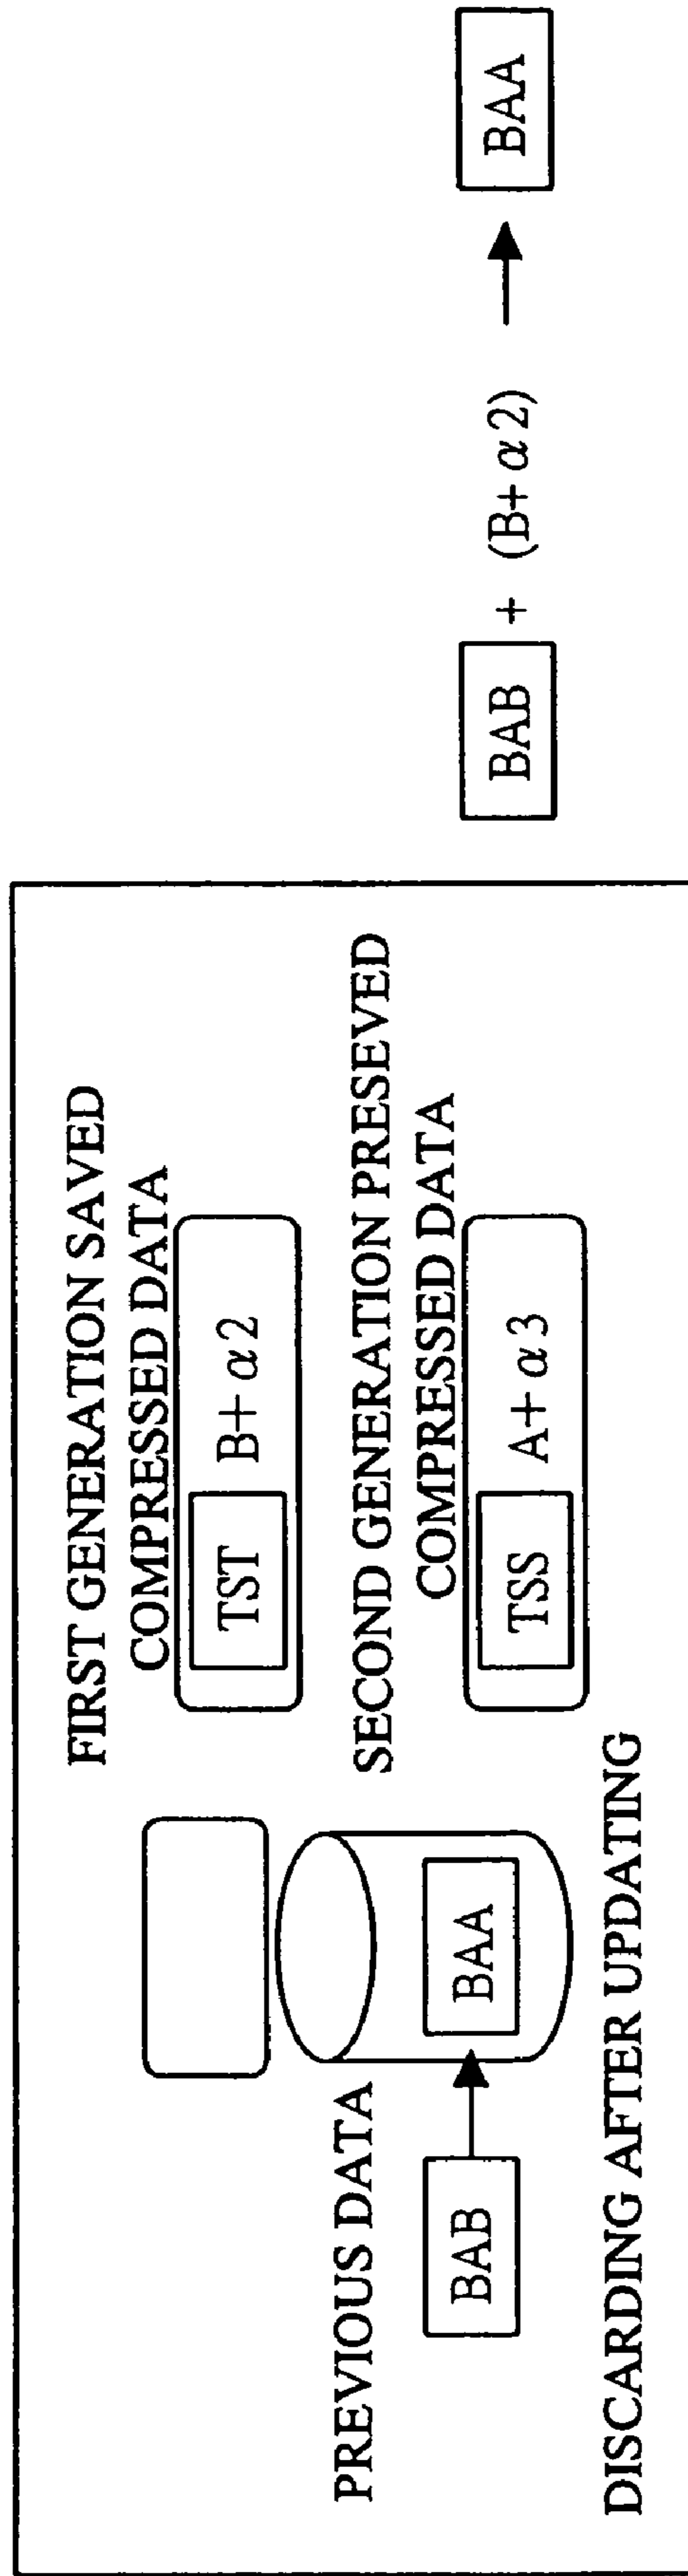 FIRST GENERATION SAVED
COMPRESSED DATA
TST B+α2
SECOND GENERATION PRESEVED
COMPRESSED DATA
TSS A+α3
PREVIOUS DATA
BAB BAA
DISCARDING AFTER UPDATING
BAB + (B+α2) → BAA